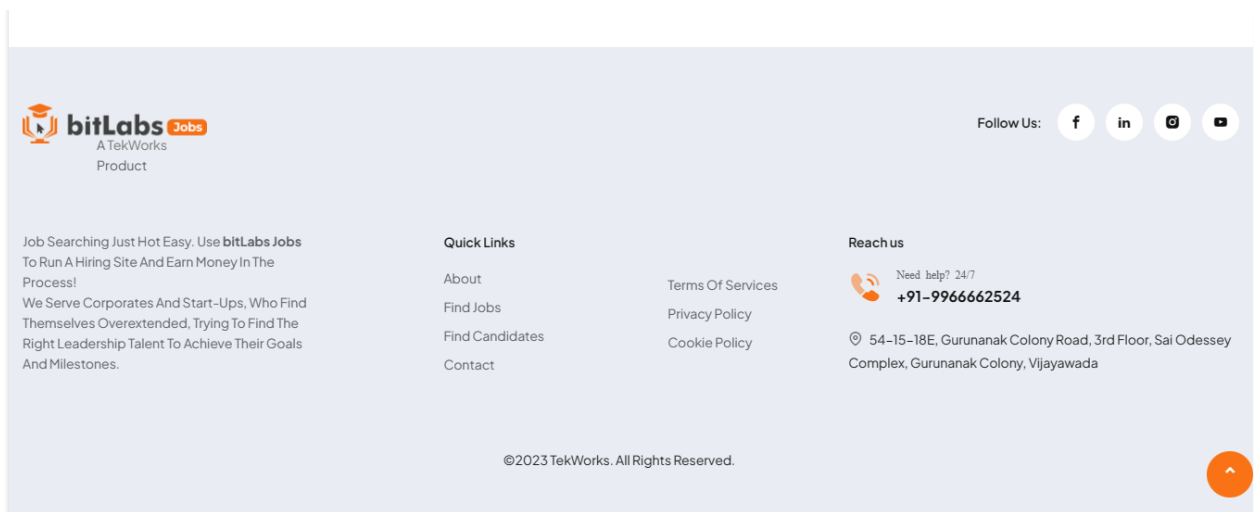 bitLabs Jobs
A TekWorks
Product
Follow Us:
Job Searching Just Hot Easy. Use bitLabs Jobs
To Run A Hiring Site And Earn Money In The
Process!
We Serve Corporates And Start-Ups, Who Find
Themselves Overextended, Trying To Find The
Right Leadership Talent To Achieve Their Goals
And Milestones.
Quick Links
About
Find Jobs
Find Candidates
Contact
Terms Of Services
Privacy Policy
Cookie Policy
Reach us
Need help? 24/7
+91-9966662524
54-15-18E, Gurunanak Colony Road, 3rd Floor, Sai Odessey
Complex, Gurunanak Colony, Vijayawada
©2023 TekWorks. All Rights Reserved.